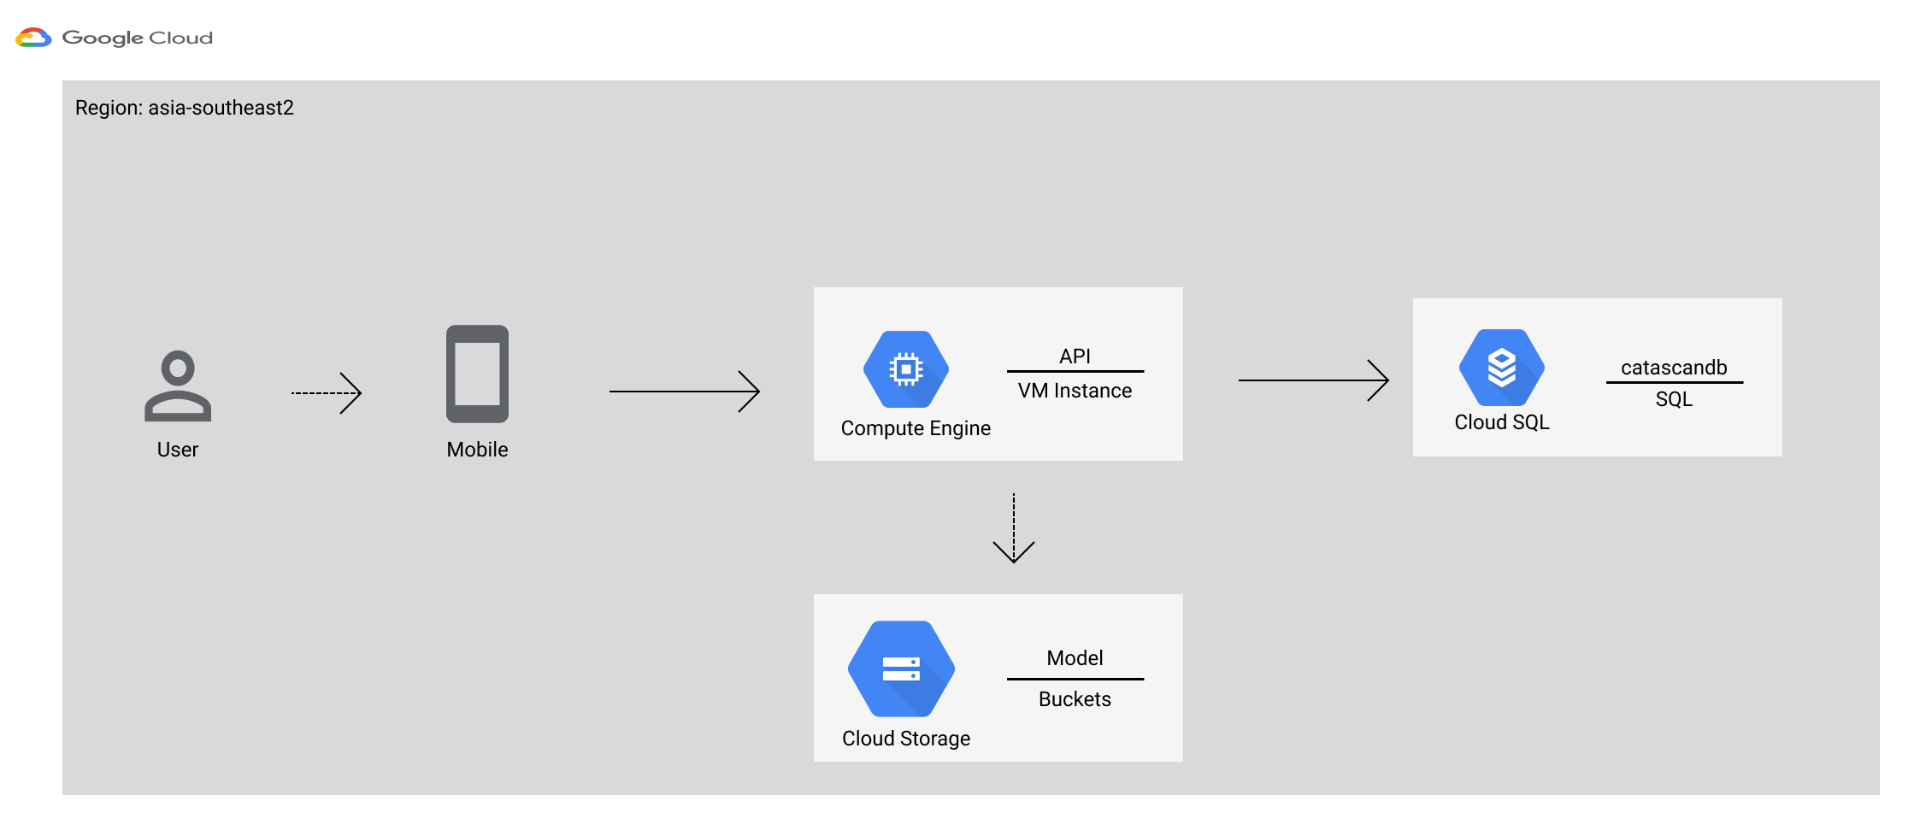 Google Cloud
Region: asia-southeast2
User
Mobile
API
VM Instance
Compute Engine
catascandb
SQL
Cloud SQL
Model
Buckets
Cloud Storage